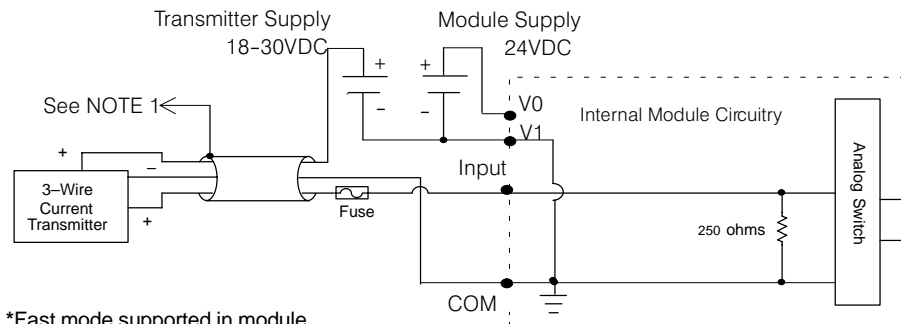 Transmitter Supply
18-30VDC
Module Supply
24VDC
+
+
-
-
See NOTE 1
V0
V1
Internal Module Circuitry
+
-
+
3-Wire
Current
Transmitter
Input
Fuse
250 ohms
Analog Switch
COM
*Fast mode supported in module